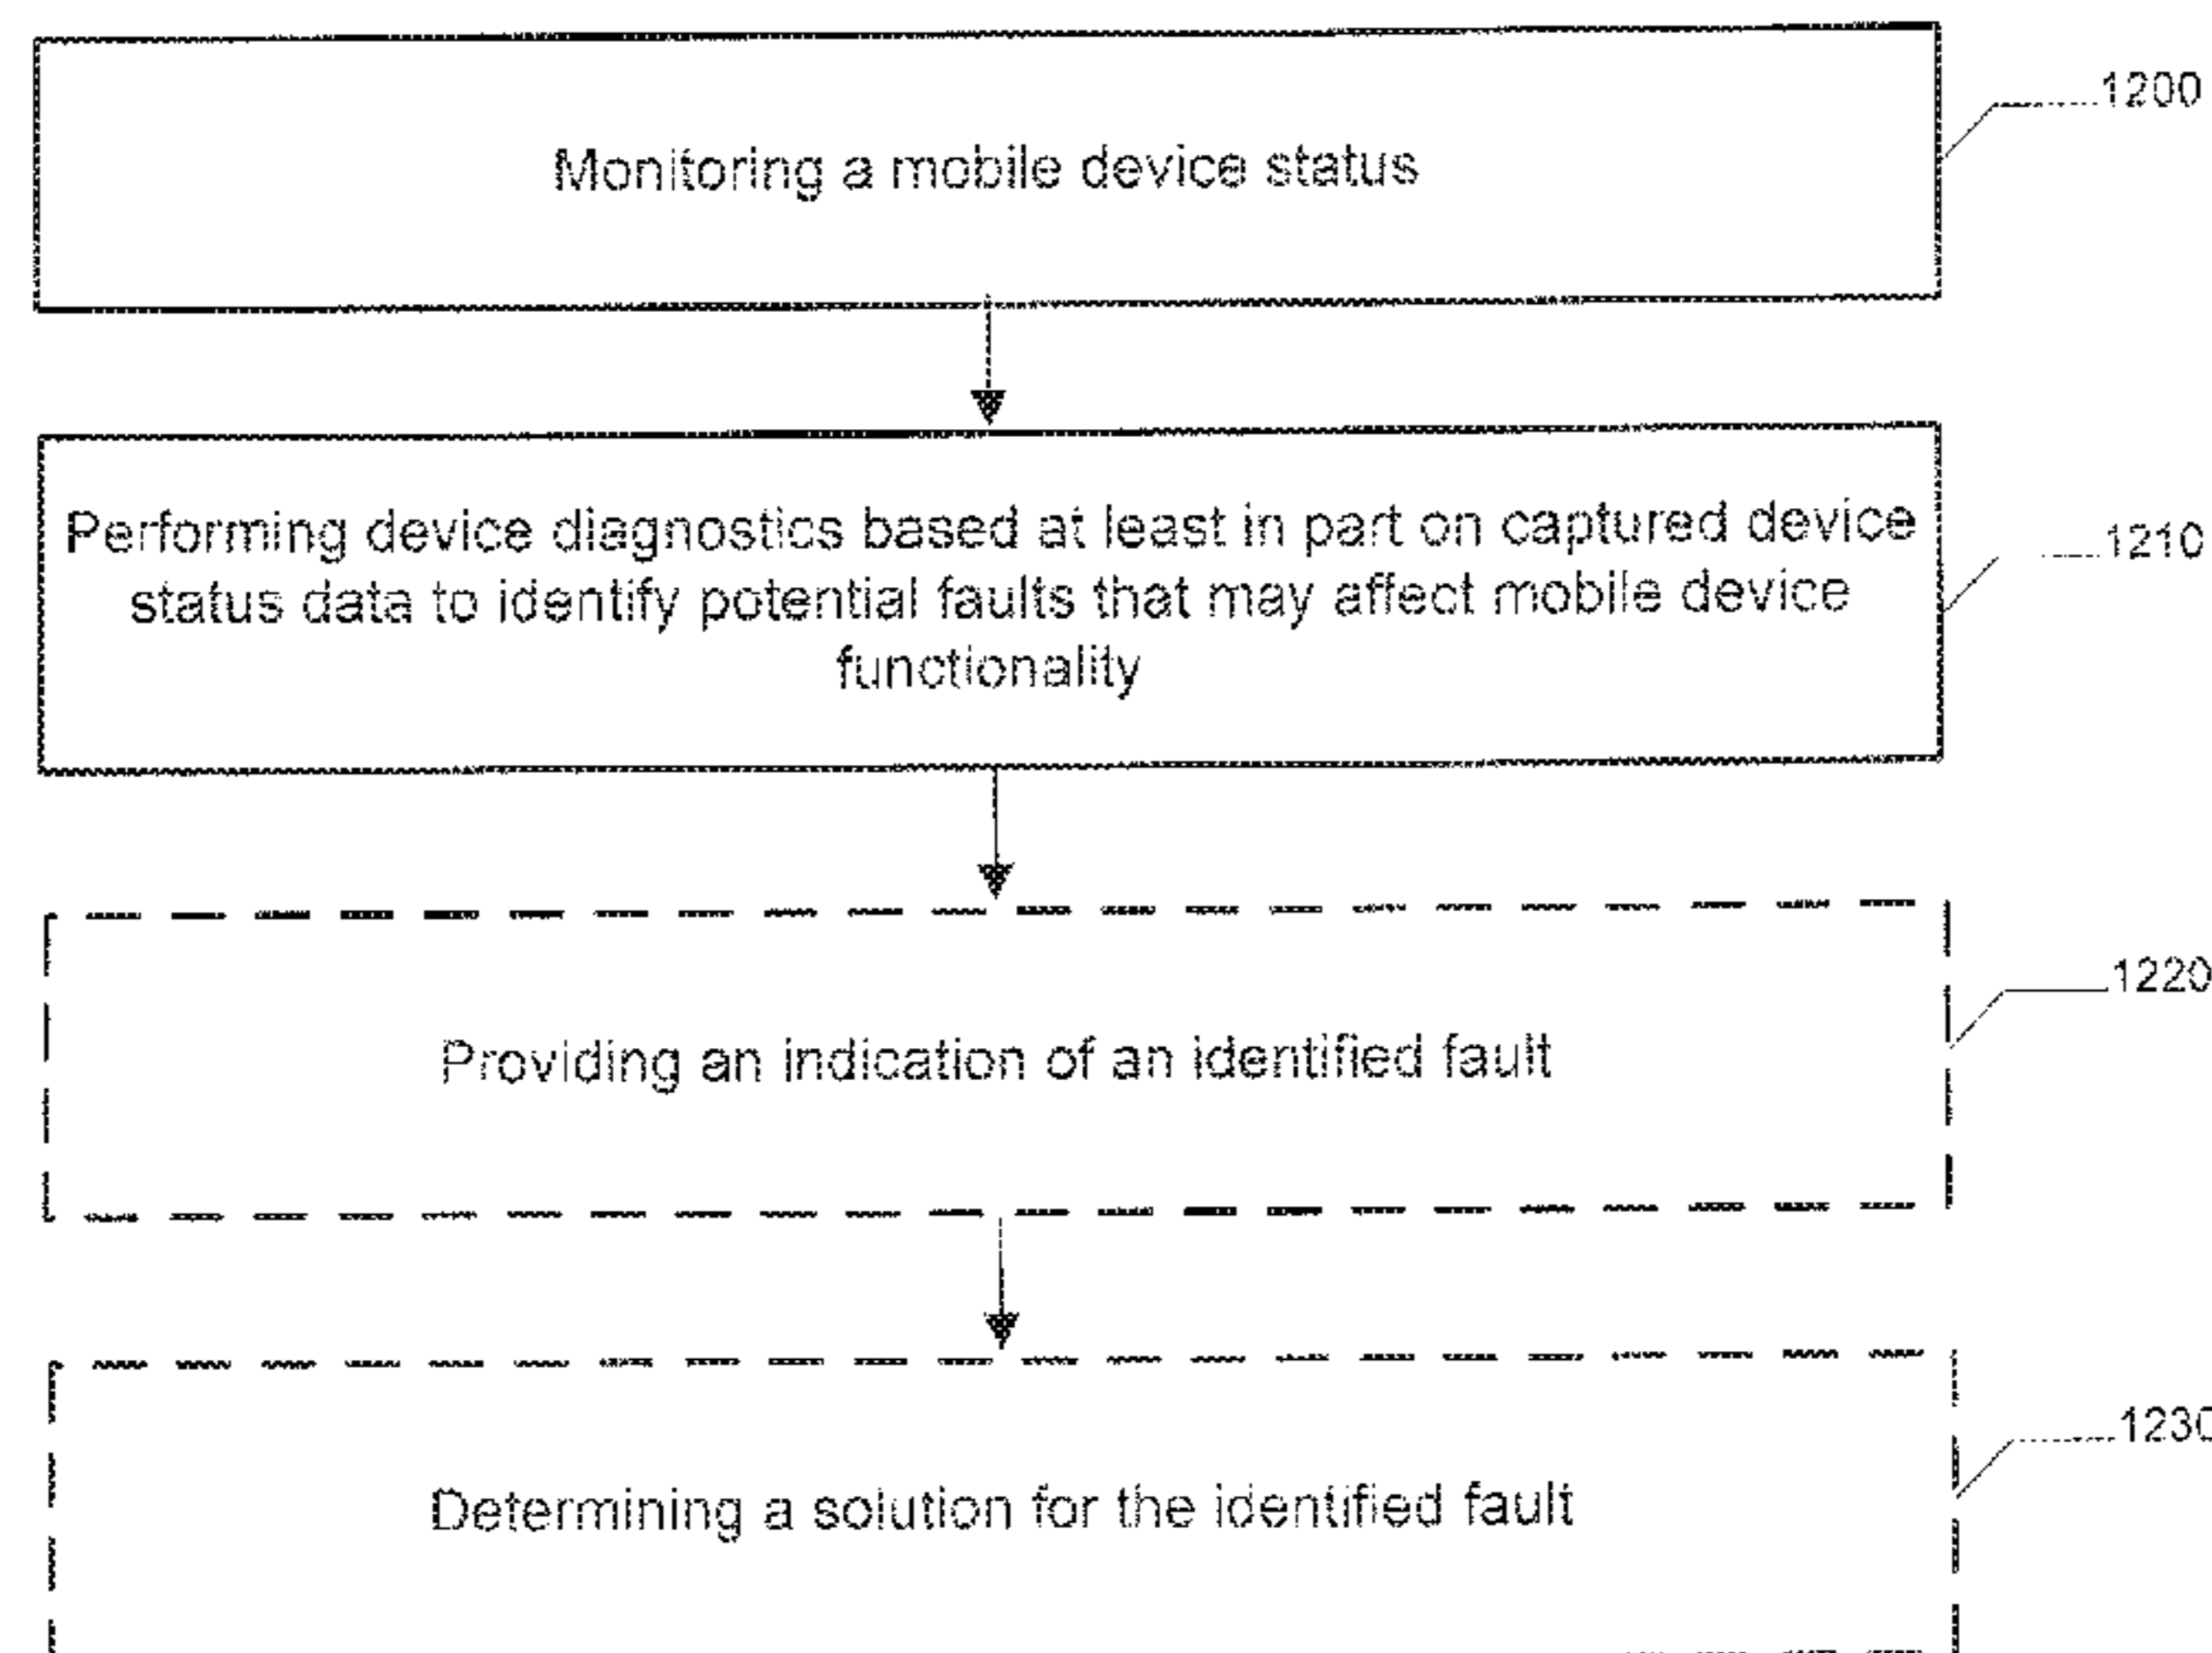 Monitoring a mobile device status
1200
Performing device diagnostics based at least in part on captured device
status data to identify potential faults that may affect mobile device
functionality
1210
Providing an indication of an identified fault
1220
Determining a solution for the identified fault
1230